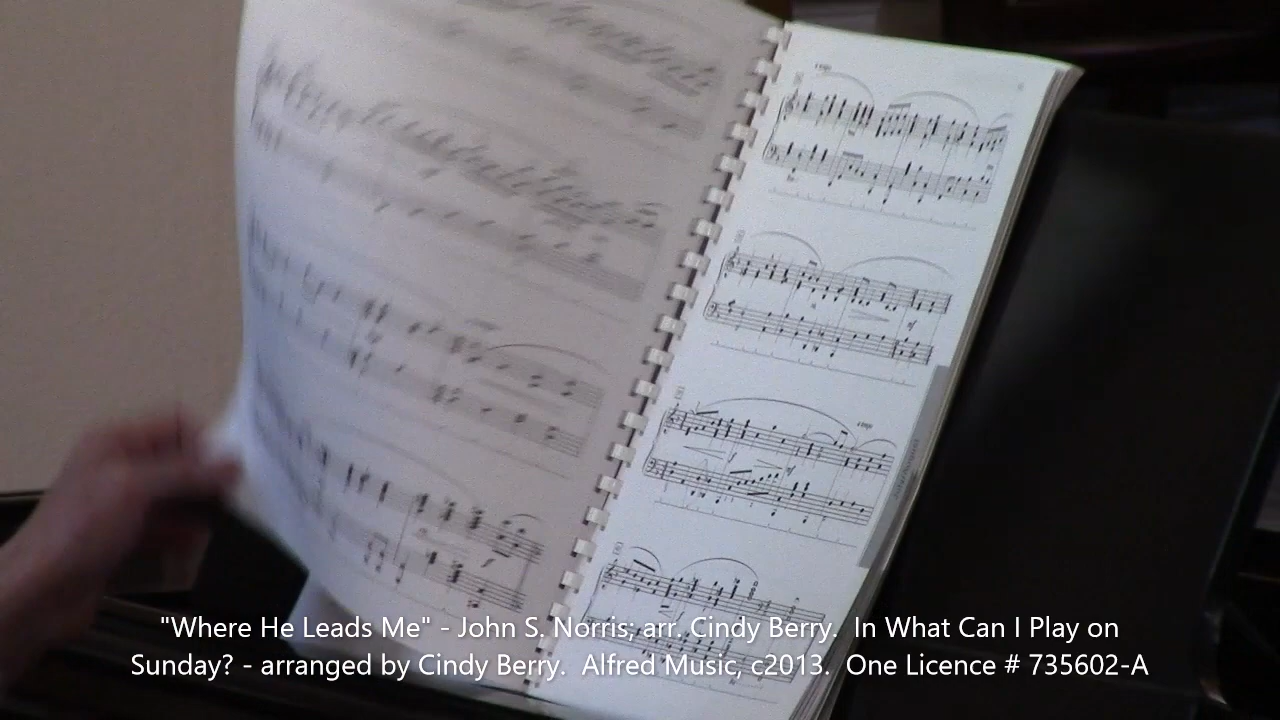 "Where He Leads Me" - John S. Norris; arr. Cindy Berry.  In What Can I Play on
Sunday? - arranged by Cindy Berry.  Alfred Music, c2013.  One Licence # 735602-A